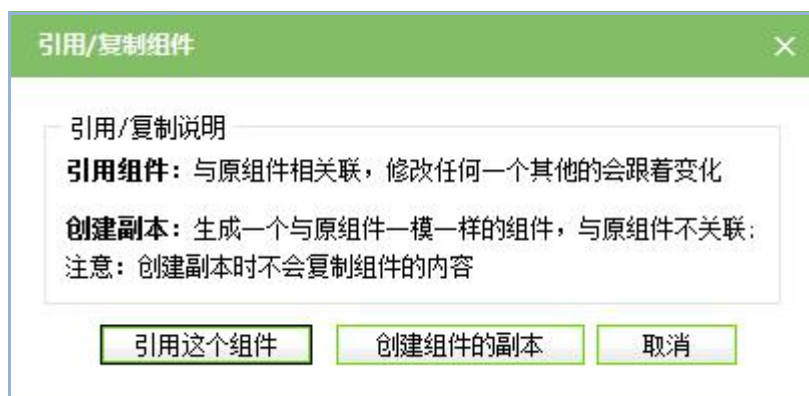 引用/复制组件
引用/复制说明
引用组件：与原组件相关联，修改任何一个其他的会跟着变化
创建副本：生成一个与原组件一模一样的组件，与原组件不关联;
注意：创建副本时不会复制组件的内容
引用这个组件 创建组件的副本 取消